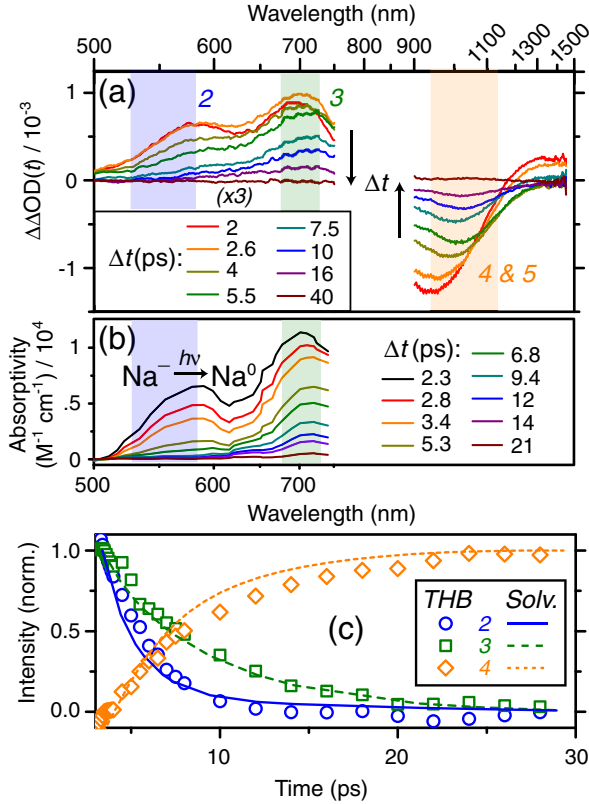 Wavelength (nm)
500 600 700 900 1100 1300 1500
(a) 2 3
ΔΔOD(t) / 10⁻³
1
0
-1
(x3)
Δt
4 & 5
Δt(ps):
2 7.5
2.6 10
4 16
5.5 40
(b)
Absorptivity
(M⁻¹ cm⁻¹) / 10⁴
1
.5
0
Na⁻ hν→ Na⁰
Δt (ps):
2.3 6.8
2.8 9.4
3.4 12
5.3 14
21
500 600 700
Wavelength (nm)
Intensity (norm.)
1.0
0.5
0.0
(c)
THB Solv.
2
3
4
10 20 30
Time (ps)